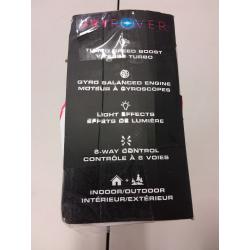 SKYROVER
TURBO SPEED BOOST
VITESSE TURBO
GYRO BALANCED ENGINE
MOTEUR À GYROSCOPES
LIGHT EFFECTS
EFFETS DE LUMIÈRE
6-WAY CONTROL
CONTRÔLE À 6 VOIES
INDOOR/OUTDOOR
INTÉRIEUR/EXTÉRIEUR